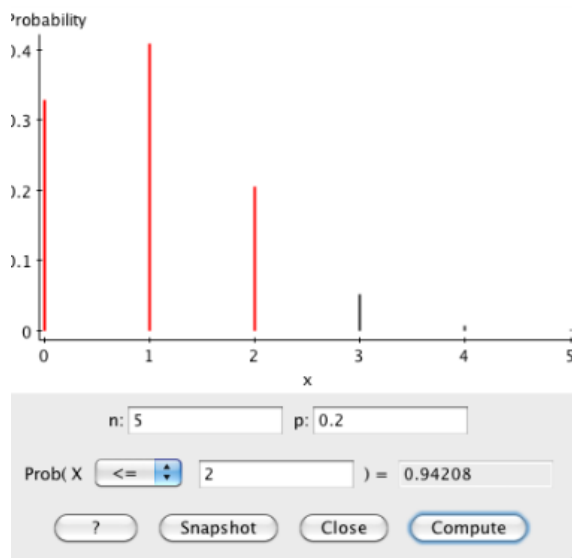 Probability
0.4
0.3
0.2
0.1
0
0 1 2 3 4 5
x
n: 5 p: 0.2
Prob( X <= 2 ) = 0.94208
? Snapshot Close Compute